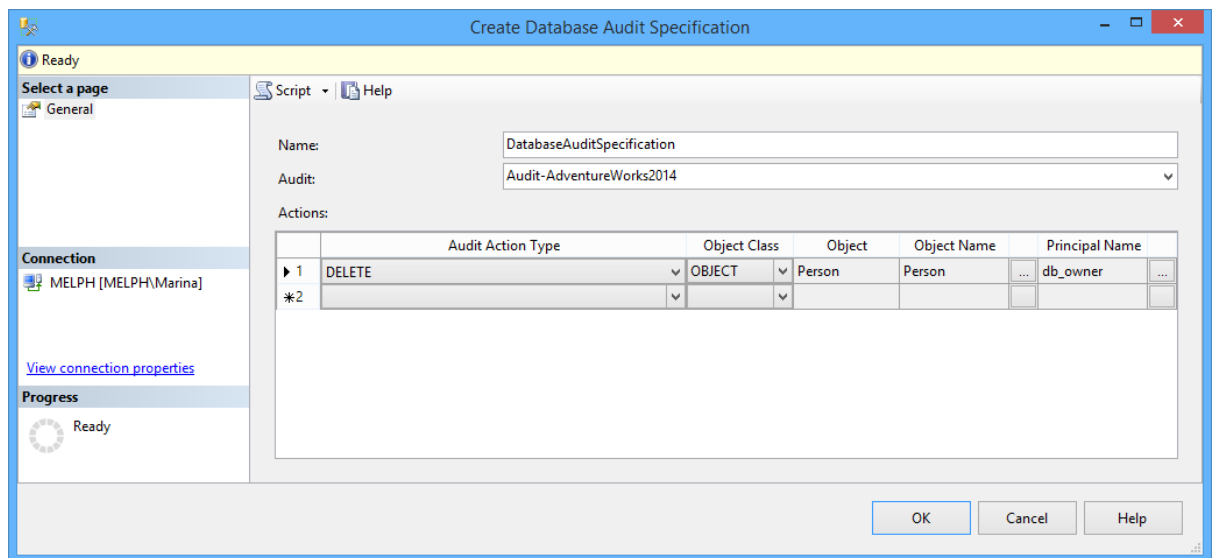 Create Database Audit Specification
Ready
Select a page
General
Connection
MELPH [MELPH\Marina]
View connection properties
Progress
Ready
Script Help
Name: DatabaseAuditSpecification
Audit: Audit-AdventureWorks2014
Actions:
Audit Action Type Object Class Object Object Name Principal Name
1 DELETE OBJECT Person Person ... db_owner ...
*2
OK Cancel Help